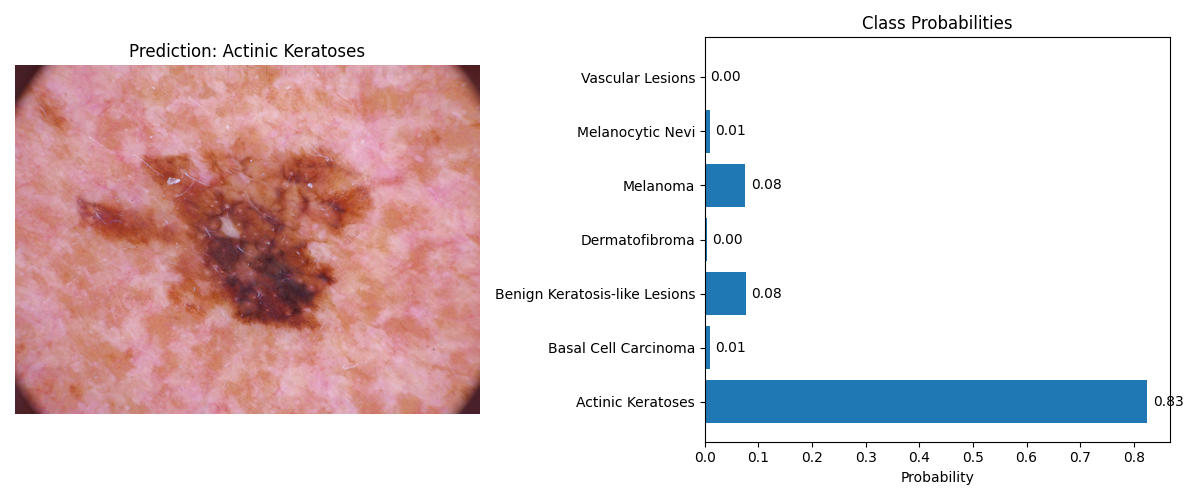 Prediction: Actinic Keratoses
Class Probabilities
Vascular Lesions 0.00
Melanocytic Nevi 0.01
Melanoma 0.08
Dermatofibroma 0.00
Benign Keratosis-like Lesions 0.08
Basal Cell Carcinoma 0.01
Actinic Keratoses 0.83
0.0 0.1 0.2 0.3 0.4 0.5 0.6 0.7 0.8
Probability